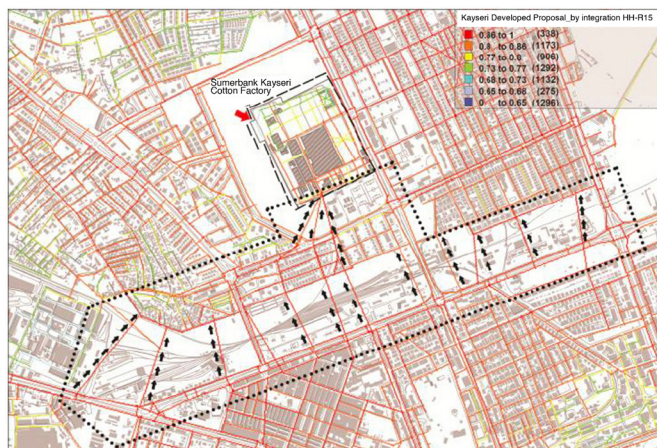 Kayseri Developed Proposal_by integration HH-R15
0.86 to 1 (338)
0.8 to 0.86 (1173)
0.77 to 0.8 (906)
0.73 to 0.77 (1292)
0.68 to 0.73 (1132)
0.65 to 0.68 (275)
0 to 0.65 (1296)
Sumerbank Kayseri
Cotton Factory